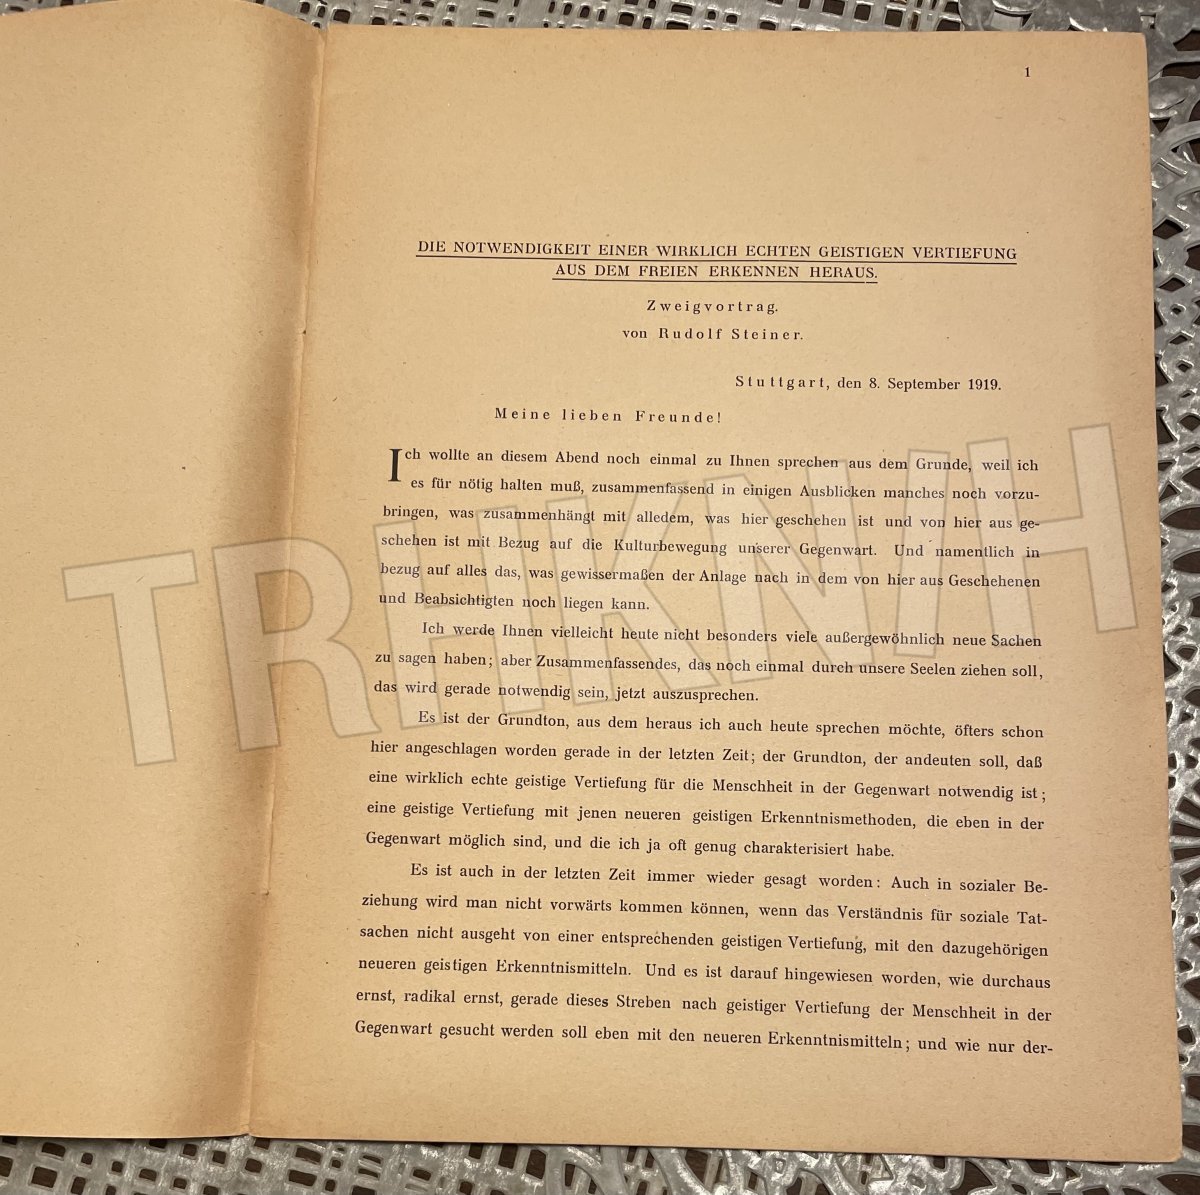 1
DIE NOTWENDIGKEIT EINER WIRKLICH ECHTEN GEISTIGEN VERTIEFUNG
AUS DEM FREIEN ERKENNEN HERAUS.
Zweigvortrag.
von Rudolf Steiner.
Stuttgart, den 8. September 1919.
Meine lieben Freunde!
Ich wollte an diesem Abend noch einmal zu Ihnen sprechen aus dem Grunde, weil ich
es für nötig halten muß, zusammenfassend in einigen Ausblicken manches noch vorzu-
bringen, was zusammenhängt mit alledem, was hier geschehen ist und von hier aus ge-
schehen ist mit Bezug auf die Kulturbewegung unserer Gegenwart. Und namentlich in
bezug auf alles das, was gewissermaßen der Anlage nach in dem von hier aus Geschehenen
und Beabsichtigten noch liegen kann.
Ich werde Ihnen vielleicht heute nicht besonders viele außergewöhnlich neue Sachen
zu sagen haben; aber Zusammenfassendes, das noch einmal durch unsere Seelen ziehen soll,
das wird gerade notwendig sein, jetzt auszusprechen.
Es ist der Grundton, aus dem heraus ich auch heute sprechen möchte, öfters schon
hier angeschlagen worden gerade in der letzten Zeit; der Grundton, der andeuten soll, daß
eine wirklich echte geistige Vertiefung für die Menschheit in der Gegenwart notwendig ist;
eine geistige Vertiefung mit jenen neueren geistigen Erkenntnismethoden, die eben in der
Gegenwart möglich sind, und die ich ja oft genug charakterisiert habe.
Es ist auch in der letzten Zeit immer wieder gesagt worden: Auch in sozialer Be-
ziehung wird man nicht vorwärts kommen können, wenn das Verständnis für soziale Tat-
sachen nicht ausgeht von einer entsprechenden geistigen Vertiefung, mit den dazugehörigen
neueren geistigen Erkenntnismitteln. Und es ist darauf hingewiesen worden, wie durchaus
ernst, radikal ernst, gerade dieses Streben nach geistiger Vertiefung der Menschheit in der
Gegenwart gesucht werden soll eben mit den neueren Erkenntnismitteln; und wie nur der-